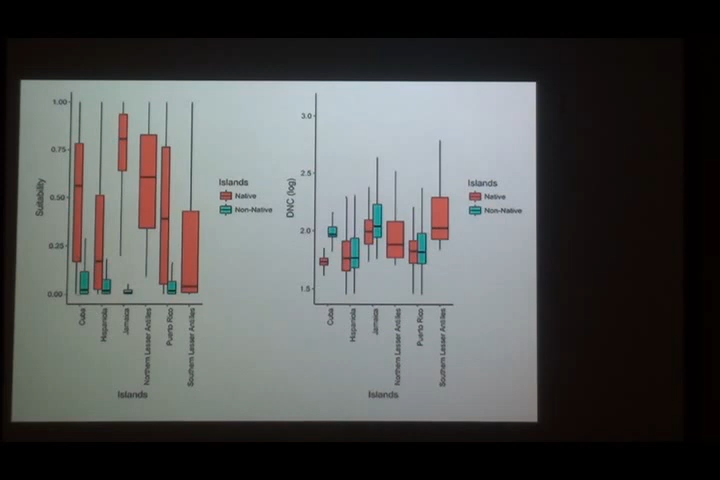 1.00
0.75
0.50
0.25
0.00
Suitability
Cuba
Hispaniola
Jamaica
Northern Lesser Antilles
Puerto Rico
Southern Lesser Antilles
Islands
Islands
Native
Non-Native
3.0
2.5
2.0
1.5
DNC (log)
Cuba
Hispaniola
Jamaica
Northern Lesser Antilles
Puerto Rico
Southern Lesser Antilles
Islands
Islands
Native
Non-Native